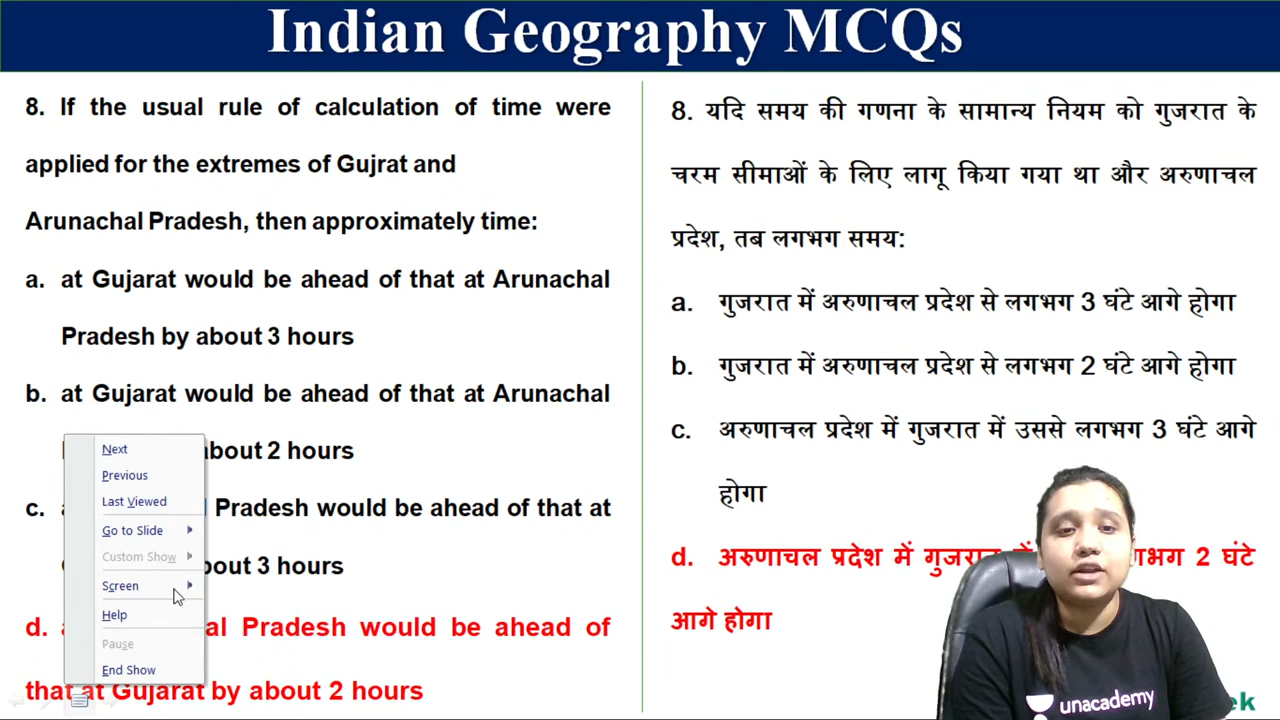 Indian Geography MCQs
8. If the usual rule of calculation of time were
applied for the extremes of Gujrat and
Arunachal Pradesh, then approximately time:
a. at Gujarat would be ahead of that at Arunachal
Pradesh by about 3 hours
b. at Gujarat would be ahead of that at Arunachal
about 2 hours
c. Pradesh would be ahead of that at
about 3 hours
d. Pradesh would be ahead of
that at Gujarat by about 2 hours
Next
Previous
Last Viewed
Go to Slide
Custom Show
Screen
Help
Pause
End Show
8. यदि समय की गणना के सामान्य नियम को गुजरात के
चरम सीमाओं के लिए लागू किया गया था और अरुणाचल
प्रदेश, तब लगभग समय:
a. गुजरात में अरुणाचल प्रदेश से लगभग 3 घंटे आगे होगा
b. गुजरात में अरुणाचल प्रदेश से लगभग 2 घंटे आगे होगा
c. अरुणाचल प्रदेश में गुजरात में उससे लगभग 3 घंटे आगे
होगा
d. अरुणाचल प्रदेश में गुजरात 2 घंटे
आगे होगा
unacademy